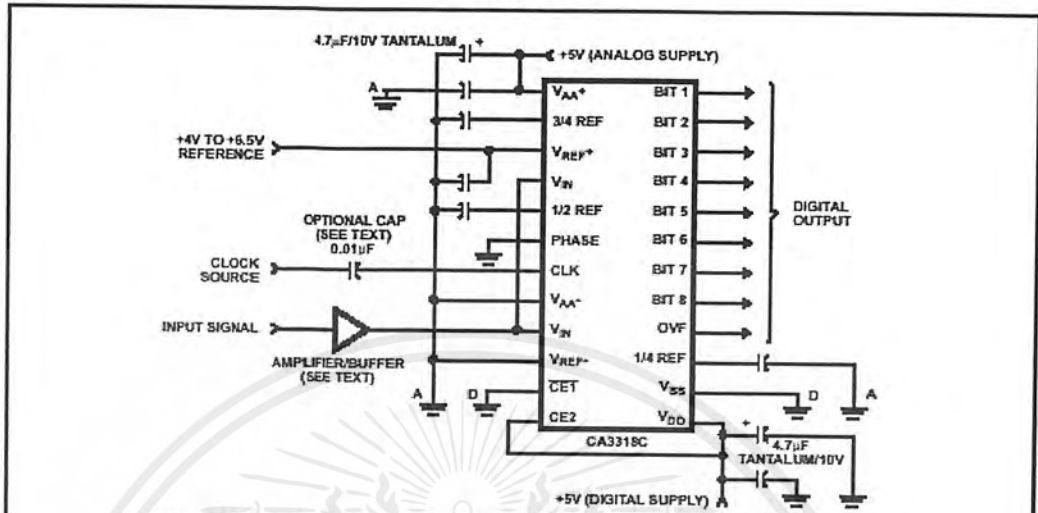 4.7µF/10V TANTALUM
+
+5V (ANALOG SUPPLY)
A
VAA+
BIT 1
3/4 REF
BIT 2
+4V TO +6.5V
REFERENCE
VREF+
BIT 3
VIN
BIT 4
1/2 REF
BIT 5
DIGITAL
OUTPUT
OPTIONAL CAP
(SEE TEXT)
0.01µF
PHASE
BIT 6
CLOCK
SOURCE
CLK
BIT 7
VAA-
BIT 8
INPUT SIGNAL
VIN
OVF
AMPLIFIER/BUFFER
(SEE TEXT)
VREF-
1/4 REF
A
D
CE1
VSS
D
A
CE2
VDD
+
4.7µF
TANTALUM/10V
CA3318C
+5V (DIGITAL SUPPLY)